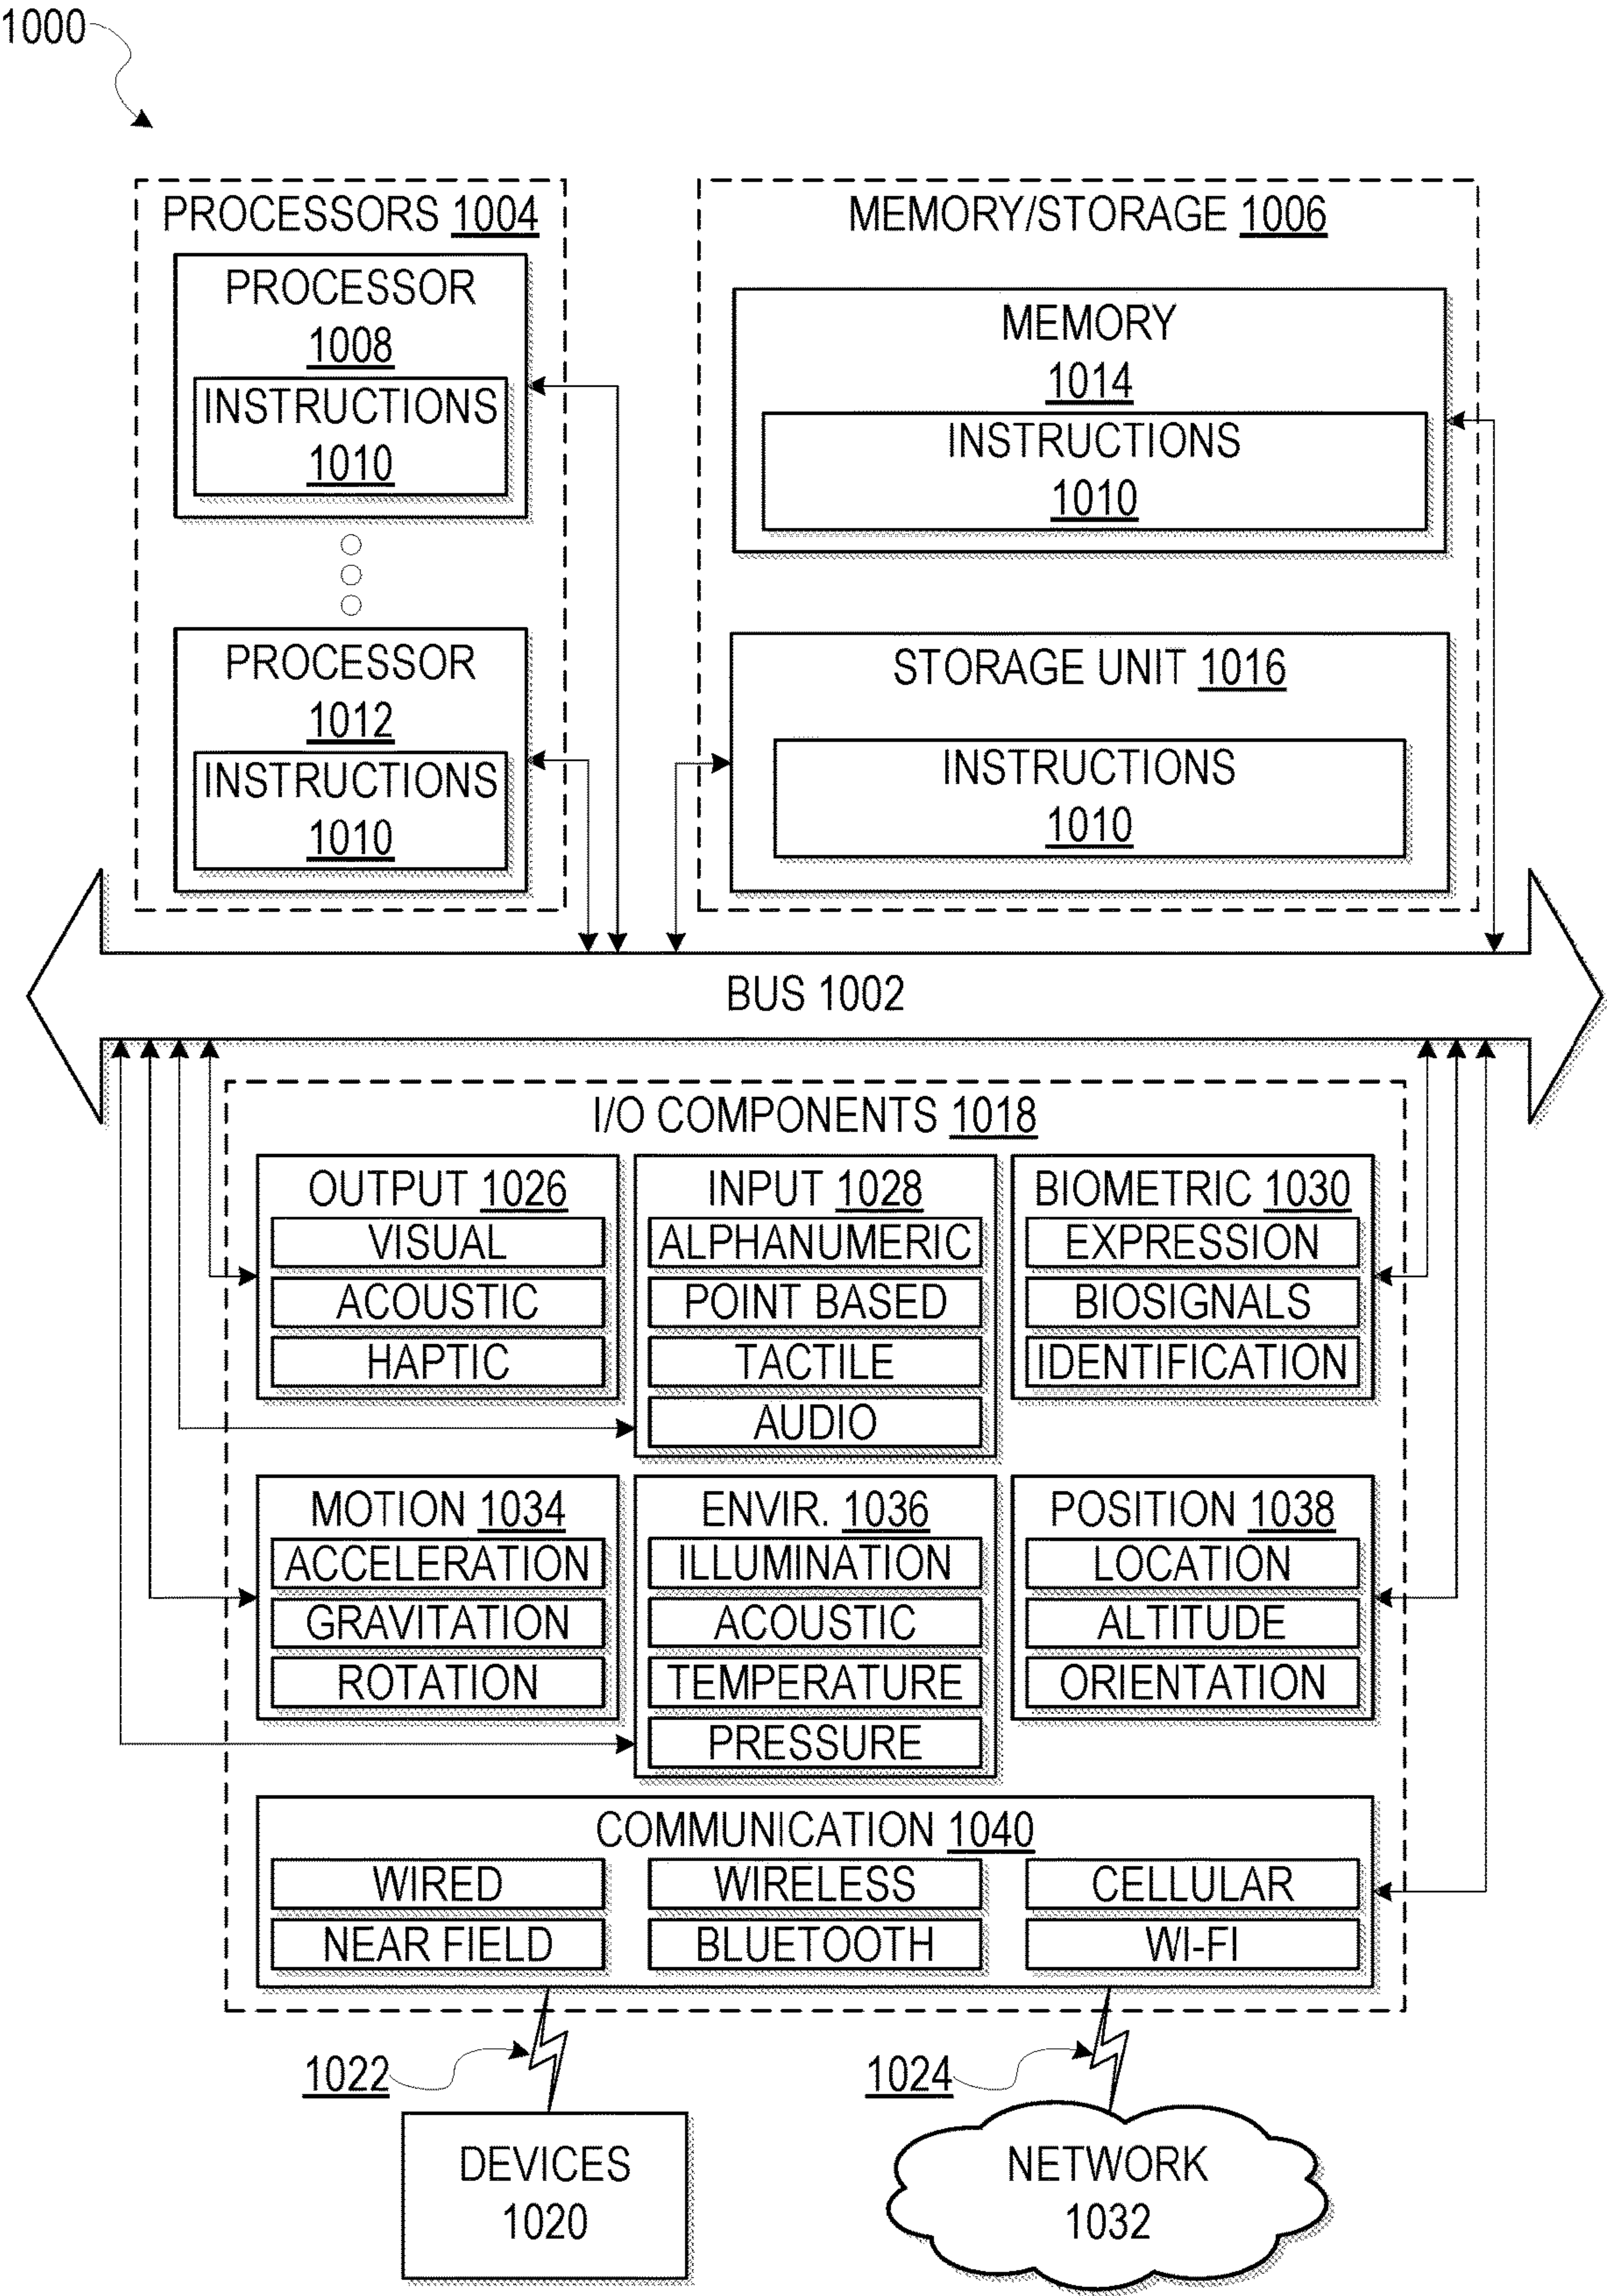 1000
PROCESSORS 1004
PROCESSOR
1008
INSTRUCTIONS
1010
PROCESSOR
1012
INSTRUCTIONS
1010
MEMORY/STORAGE 1006
MEMORY
1014
INSTRUCTIONS
1010
STORAGE UNIT 1016
INSTRUCTIONS
1010
BUS 1002
I/O COMPONENTS 1018
OUTPUT 1026
VISUAL
ACOUSTIC
HAPTIC
INPUT 1028
ALPHANUMERIC
POINT BASED
TACTILE
AUDIO
BIOMETRIC 1030
EXPRESSION
BIOSIGNALS
IDENTIFICATION
MOTION 1034
ACCELERATION
GRAVITATION
ROTATION
ENVIR. 1036
ILLUMINATION
ACOUSTIC
TEMPERATURE
PRESSURE
POSITION 1038
LOCATION
ALTITUDE
ORIENTATION
COMMUNICATION 1040
WIRED
WIRELESS
CELLULAR
NEAR FIELD
BLUETOOTH
WI-FI
1022
1024
DEVICES
1020
NETWORK
1032